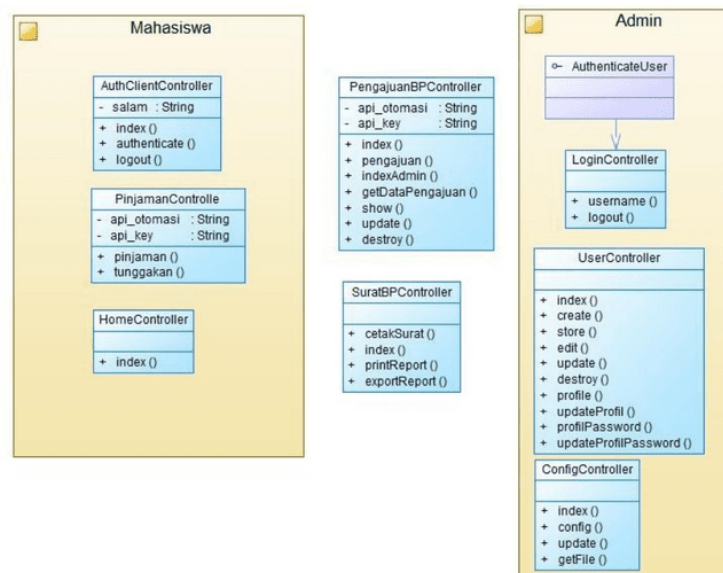 Mahasiswa
AuthClientController
- salam : String
+ index ()
+ authenticate ()
+ logout ()
PinjamanControlle
- api_otomasi : String
- api_key : String
+ pinjaman ()
+ tunggakan ()
HomeController
+ index ()
PengajuanBPController
- api_otomasi : String
- api_key : String
+ index ()
+ pengajuan ()
+ indexAdmin ()
+ getDataPengajuan ()
+ show ()
+ update ()
+ destroy ()
SuratBPController
+ cetakSurat ()
+ index ()
+ printReport ()
+ exportReport ()
Admin
AuthenticateUser
LoginController
+ username ()
+ logout ()
UserController
+ index ()
+ create ()
+ store ()
+ edit ()
+ update ()
+ destroy ()
+ profile ()
+ updateProfil ()
+ profilPassword ()
+ updateProfilPassword ()
ConfigController
+ index ()
+ config ()
+ update ()
+ getFile ()